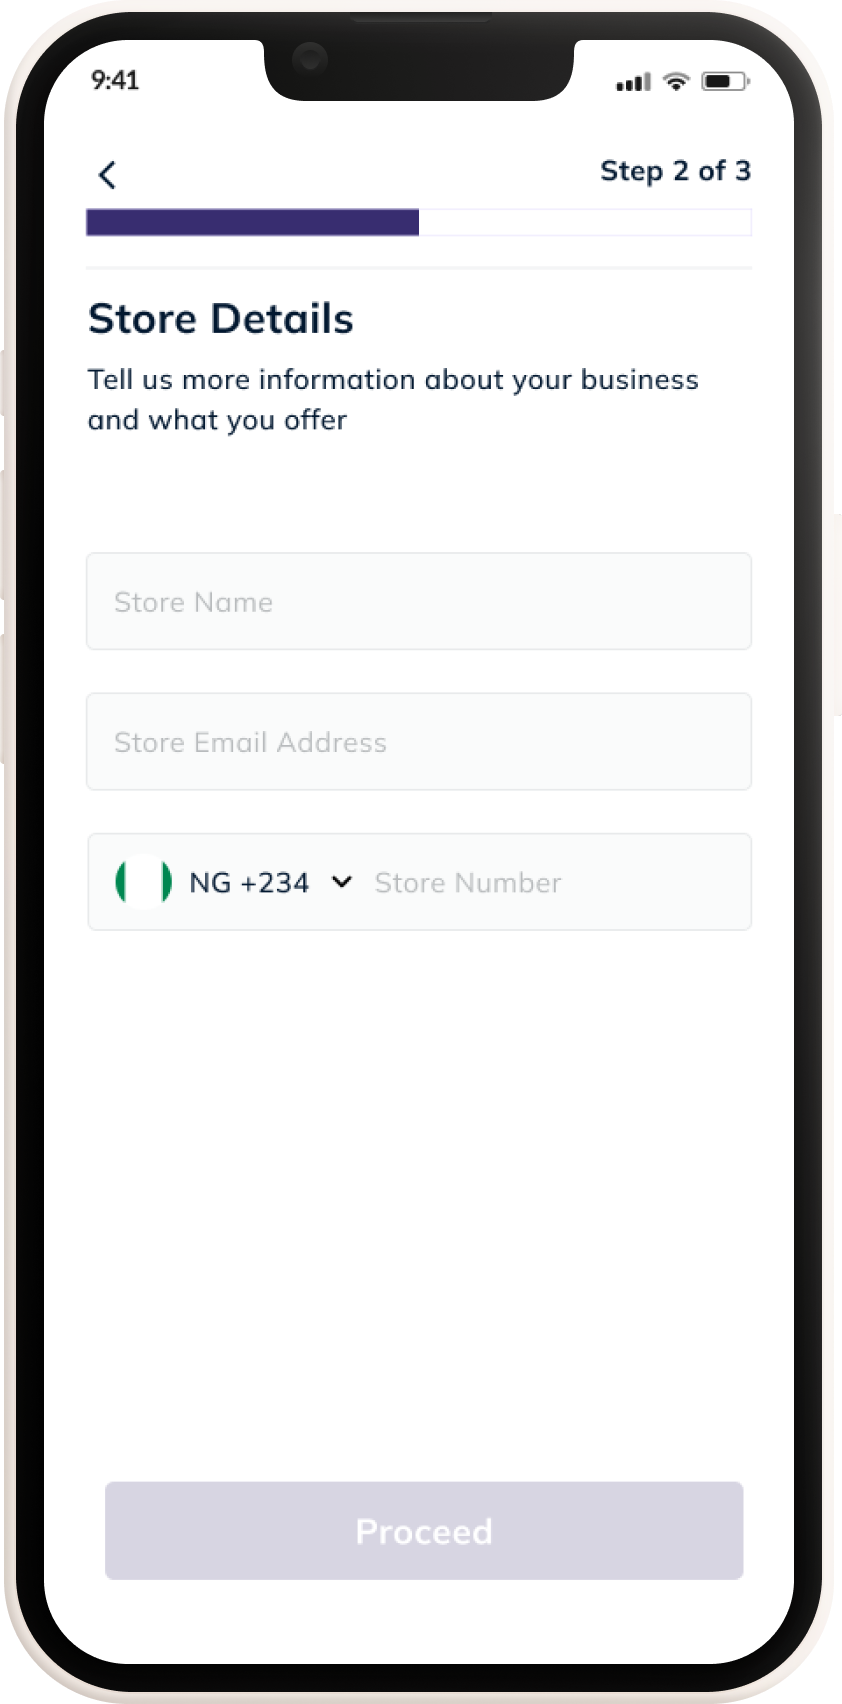 9:41
Step 2 of 3
Store Details
Tell us more information about your business
and what you offer
Store Name
Store Email Address
NG +234 Store Number
Proceed